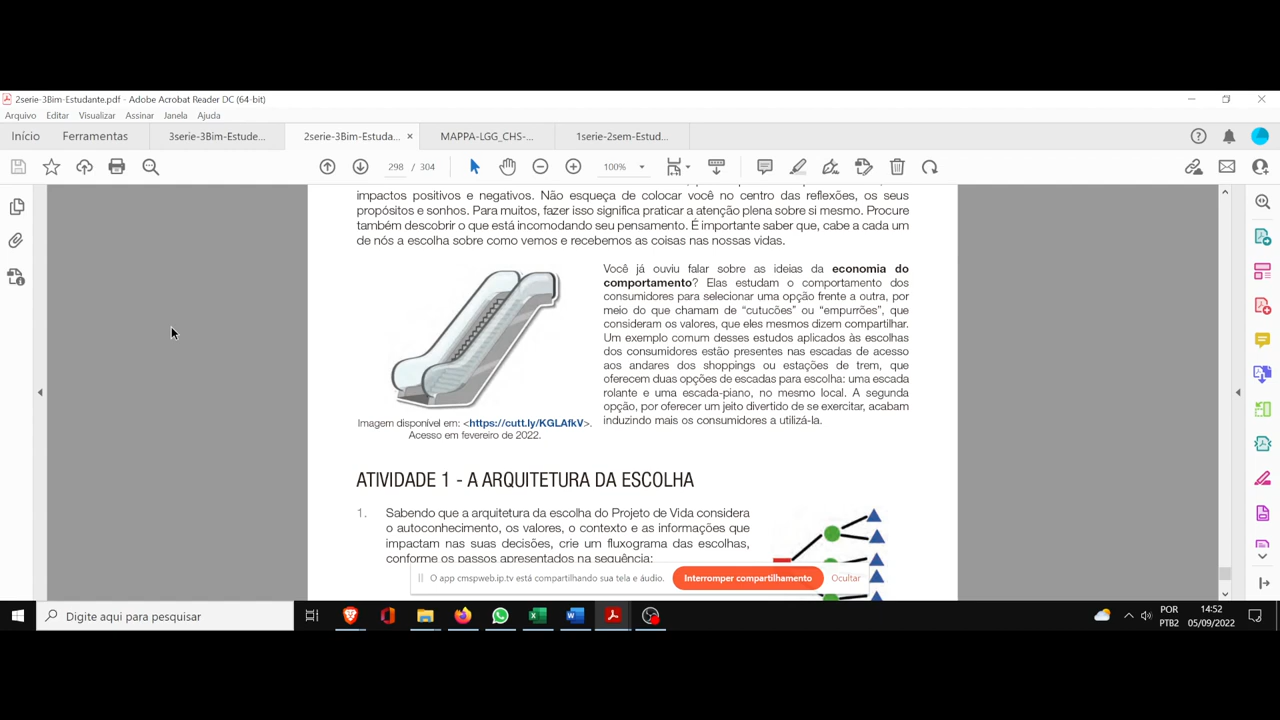 2serie-3Bim-Estudante.pdf - Adobe Acrobat Reader DC (64-bit)
Arquivo Editar Visualizar Assinar Janela Ajuda
Início Ferramentas 3serie-3Bim-Estude... 2serie-3Bim-Estuda... × MAPPA-LGG_CHS-... 1serie-2sem-Estud...
298 / 304 100%
impactos positivos e negativos. Não esqueça de colocar você no centro das reflexões, os seus
propósitos e sonhos. Para muitos, fazer isso significa praticar a atenção plena sobre si mesmo. Procure
também descobrir o que está incomodando seu pensamento. É importante saber que, cabe a cada um
de nós a escolha sobre como vemos e recebemos as coisas nas nossas vidas.
Você já ouviu falar sobre as ideias da economia do
comportamento? Elas estudam o comportamento dos
consumidores para selecionar uma opção frente a outra, por
meio do que chamam de “cutucões” ou “empurrões”, que
consideram os valores, que eles mesmos dizem compartilhar.
Um exemplo comum desses estudos aplicados às escolhas
dos consumidores estão presentes nas escadas de acesso
aos andares dos shoppings ou estações de trem, que
oferecem duas opções de escadas para escolha: uma escada
rolante e uma escada-piano, no mesmo local. A segunda
opção, por oferecer um jeito divertido de se exercitar, acabam
induzindo mais os consumidores a utilizá-la.
Imagem disponível em: <https://cutt.ly/KGLAfkV>.
Acesso em fevereiro de 2022.
ATIVIDADE 1 - A ARQUITETURA DA ESCOLHA
1. Sabendo que a arquitetura da escolha do Projeto de Vida considera
o autoconhecimento, os valores, o contexto e as informações que
impactam nas suas decisões, crie um fluxograma das escolhas,
conforme os passos apresentados na sequência:
O app cmspweb.ip.tv está compartilhando sua tela e áudio. Interromper compartilhamento Ocultar
Digite aqui para pesquisar
POR
PTB2
14:52
05/09/2022